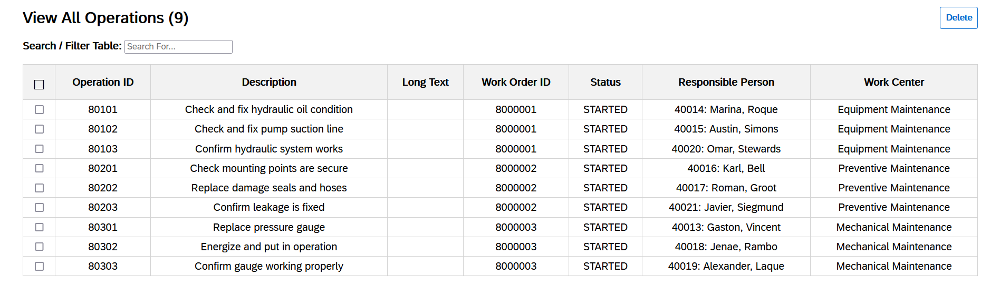 View All Operations (9)
Delete
Search / Filter Table: Search For...
Operation ID Description Long Text Work Order ID Status Responsible Person Work Center
80101 Check and fix hydraulic oil condition 8000001 STARTED 40014: Marina, Roque Equipment Maintenance
80102 Check and fix pump suction line 8000001 STARTED 40015: Austin, Simons Equipment Maintenance
80103 Confirm hydraulic system works 8000001 STARTED 40020: Omar, Stewards Equipment Maintenance
80201 Check mounting points are secure 8000002 STARTED 40016: Karl, Bell Preventive Maintenance
80202 Replace damage seals and hoses 8000002 STARTED 40017: Roman, Groot Preventive Maintenance
80203 Confirm leakage is fixed 8000002 STARTED 40021: Javier, Siegmund Preventive Maintenance
80301 Replace pressure gauge 8000003 STARTED 40013: Gaston, Vincent Mechanical Maintenance
80302 Energize and put in operation 8000003 STARTED 40018: Jenae, Rambo Mechanical Maintenance
80303 Confirm gauge working properly 8000003 STARTED 40019: Alexander, Laque Mechanical Maintenance